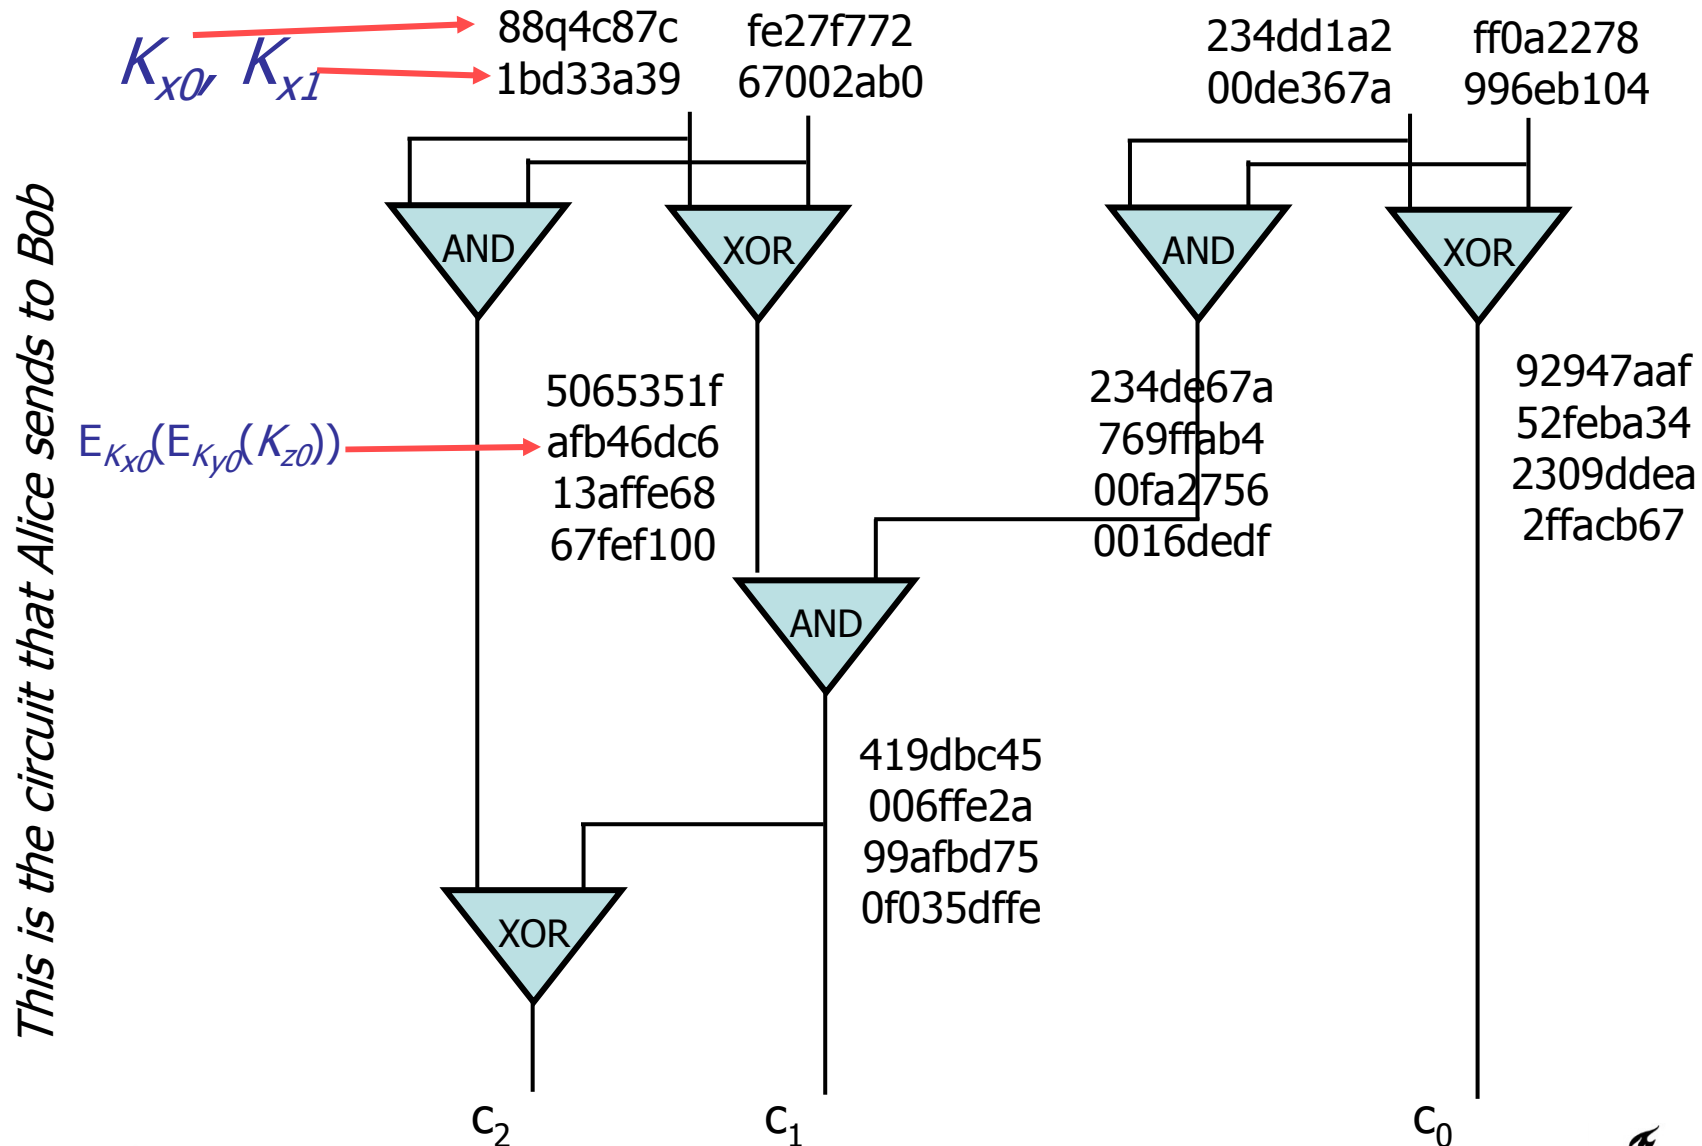 This is the circuit that Alice sends to Bob
Kx0, Kx1
88q4c87c
1bd33a39
fe27f772
67002ab0
234dd1a2
00de367a
ff0a2278
996eb104
AND
XOR
AND
XOR
EKx0(EKy0(Kz0))
5065351f
afb46dc6
13affe68
67fef100
234de67a
769ffab4
00fa2756
0016dedf
92947aaf
52feba34
2309ddea
2ffacb67
AND
419dbc45
006ffe2a
99afbd75
0f035dffe
XOR
c2
c1
c0